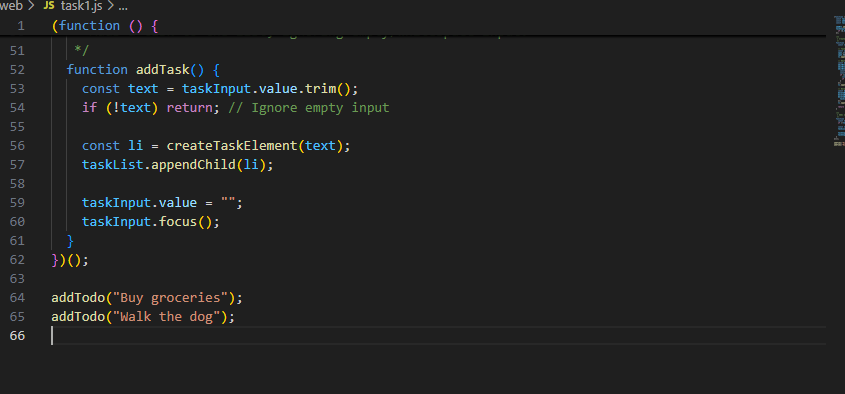 web > JS task1.js > ...
1 (function () {
51 */
52 function addTask() {
53 const text = taskInput.value.trim();
54 if (!text) return; // Ignore empty input
55
56 const li = createTaskElement(text);
57 taskList.appendChild(li);
58
59 taskInput.value = "";
60 taskInput.focus();
61 }
62 })();
63
64 addTodo("Buy groceries");
65 addTodo("Walk the dog");
66